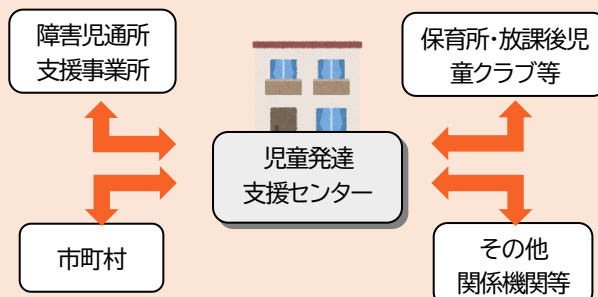 障害児通所
支援事業所
保育所・放課後児
童クラブ等
児童発達
支援センター
市町村
その他
関係機関等